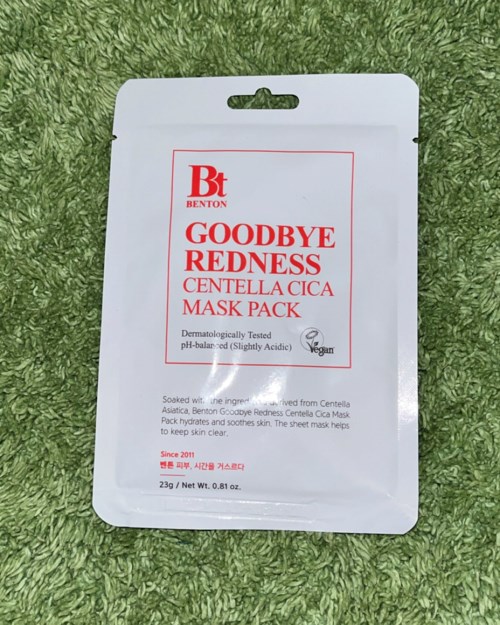 Bt
BENTON
GOODBYE
REDNESS
CENTELLA CICA
MASK PACK
Dermatologically Tested
pH-balanced (Slightly Acidic)
Vegan
Soaked with the derived from Centella
Asiatica, Benton Goodbye Redness Centella Cica Mask
Pack hydrates and soothes skin. The sheet mask helps
to keep skin clear.
Since 2011
벤튼 피부, 시간을 거스르다
23g / Net Wt. 0.81 oz.